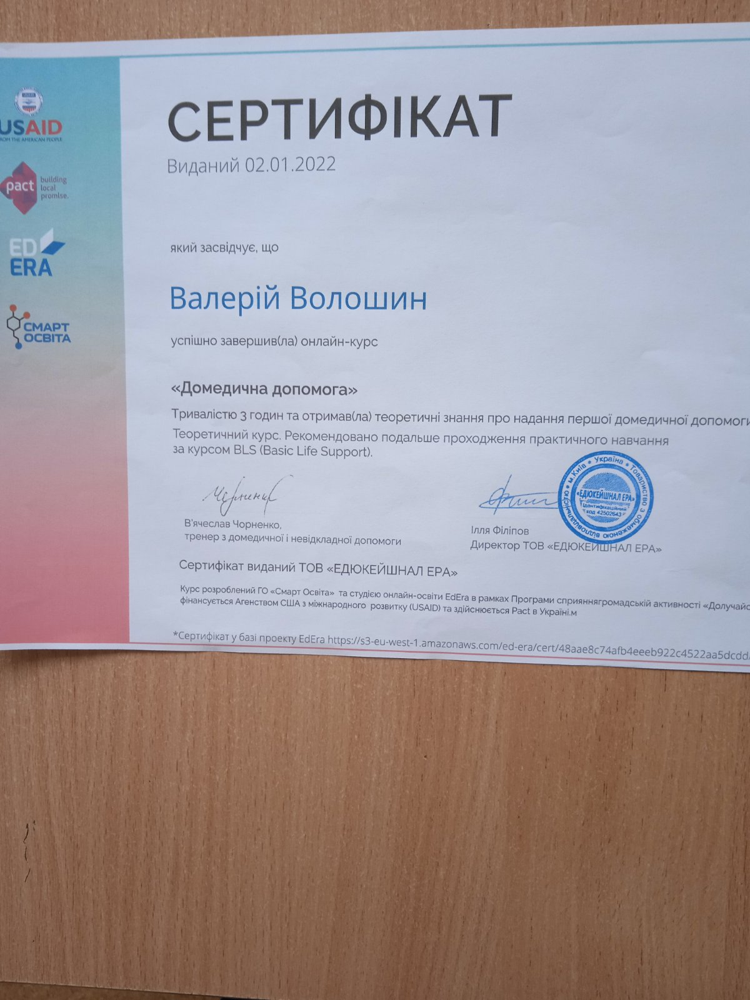 USAID
FROM THE AMERICAN PEOPLE
pact
building
local
promise.
ED
ERA
СМАРТ
ОСВІТА
СЕРТИФІКАТ
Виданий 02.01.2022
який засвідчує, що
Валерій Волошин
успішно завершив(ла) онлайн-курс
«Домедична допомога»
Тривалістю 3 годин та отримав(ла) теоретичні знання про надання першої домедичної допомоги
Теоретичний курс. Рекомендовано подальше проходження практичного навчання
за курсом BLS (Basic Life Support).
В'ячеслав Чорненко,
тренер з домедичної і невідкладної допомоги
Ілля Філіпов
Директор ТОВ «ЕДЮКЕЙШНАЛ ЕРА»
м.Київ * Україна * Товариство з обмеженою відповідальністю *
«ЕДЮКЕЙШНАЛ ЕРА»
Ідентифікаційний
код 42502643
Сертифікат виданий ТОВ «ЕДЮКЕЙШНАЛ ЕРА»
Курс розроблений ГО «Смарт Освіта» та студією онлайн-освіти EdEra в рамках Програми сприяннягромадській активності «Долучайс
фінансується Агенством США з міжнародного розвитку (USAID) та здійснюється Pact в Україні.м
*Сертифікат у базі проекту EdEra https://s3-eu-west-1.amazonaws.com/ed-era/cert/48aae8c74afb4eeeb922c4522aa5dcdd